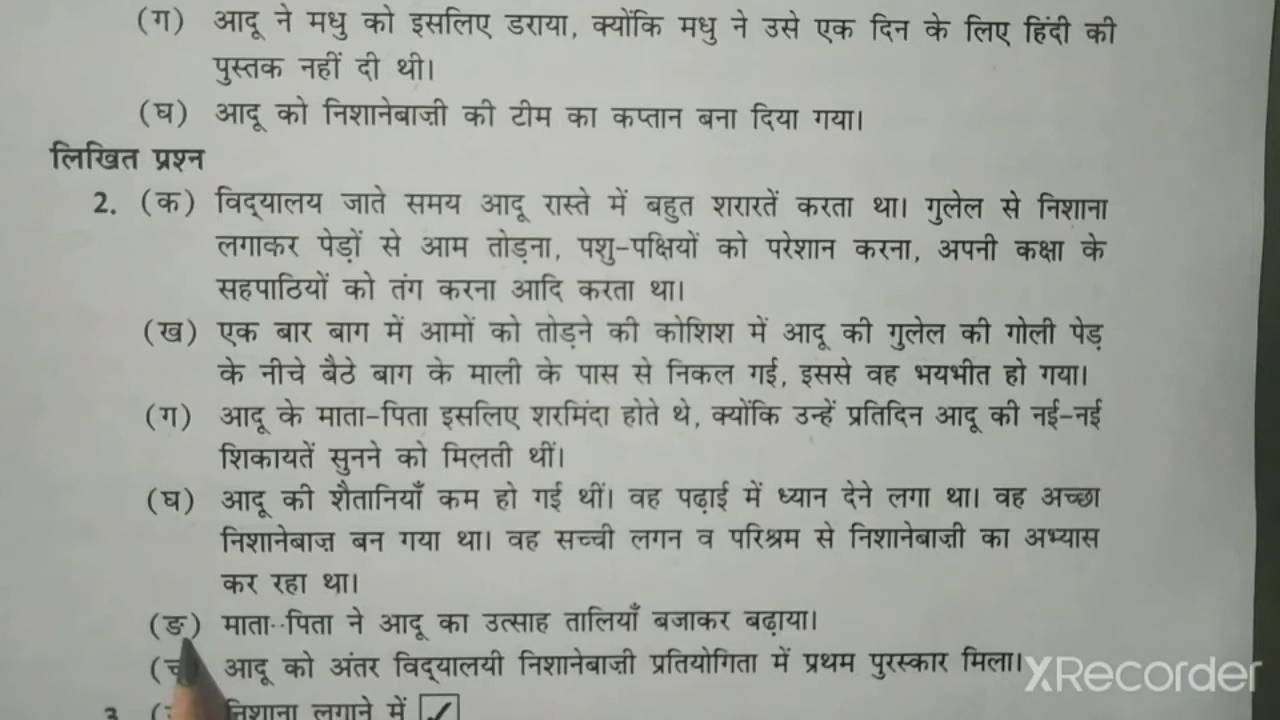 (ग) आदू ने मधु को इसलिए डराया, क्योंकि मधु ने उसे एक दिन के लिए हिंदी की
पुस्तक नहीं दी थी।
(घ) आदू को निशानेबाज़ी की टीम का कप्तान बना दिया गया।
लिखित प्रश्न
2. (क) विद्‌यालय जाते समय आदू रास्ते में बहुत शरारतें करता था। गुलेल से निशाना
लगाकर पेड़ों से आम तोड़ना, पशु-पक्षियों को परेशान करना, अपनी कक्षा के
सहपाठियों को तंग करना आदि करता था।
(ख) एक बार बाग में आमों को तोड़ने की कोशिश में आदू की गुलेल की गोली पेड़
के नीचे बैठे बाग के माली के पास से निकल गई, इससे वह भयभीत हो गया।
(ग) आदू के माता-पिता इसलिए शरमिंदा होते थे, क्योंकि उन्हें प्रतिदिन आदू की नई-नई
शिकायतें सुनने को मिलती थीं।
(घ) आदू की शैतानियाँ कम हो गई थीं। वह पढ़ाई में ध्यान देने लगा था। वह अच्छा
निशानेबाज़ बन गया था। वह सच्ची लगन व परिश्रम से निशानेबाज़ी का अभ्यास
कर रहा था।
(ङ) माता-पिता ने आदू का उत्साह तालियाँ बजाकर बढ़ाया।
(च) आदू को अंतर विद्‌यालयी निशानेबाज़ी प्रतियोगिता में प्रथम पुरस्कार मिला।
XRecorder
3. निशाना लगाने में ✓